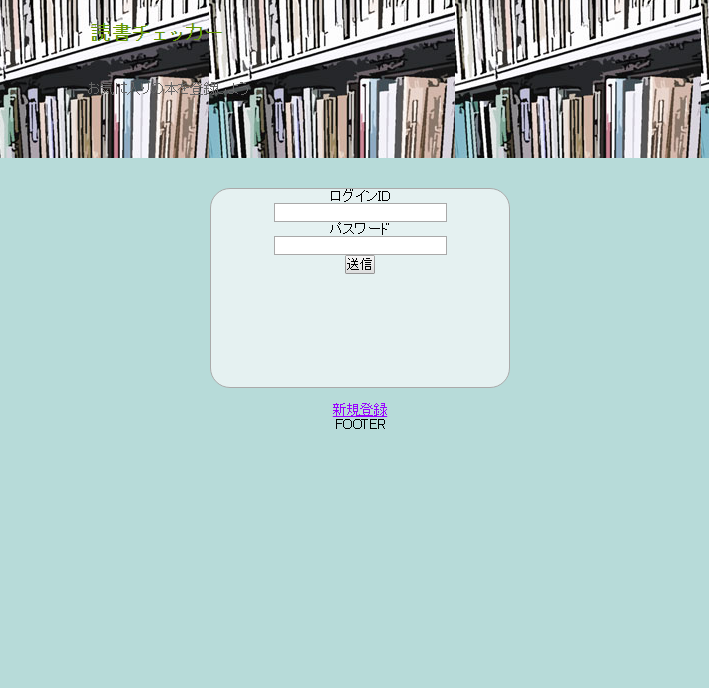 読書チェッカー
お気に入りの本を登録しよう
ログインID
パスワード
送信
新規登録
FOOTER